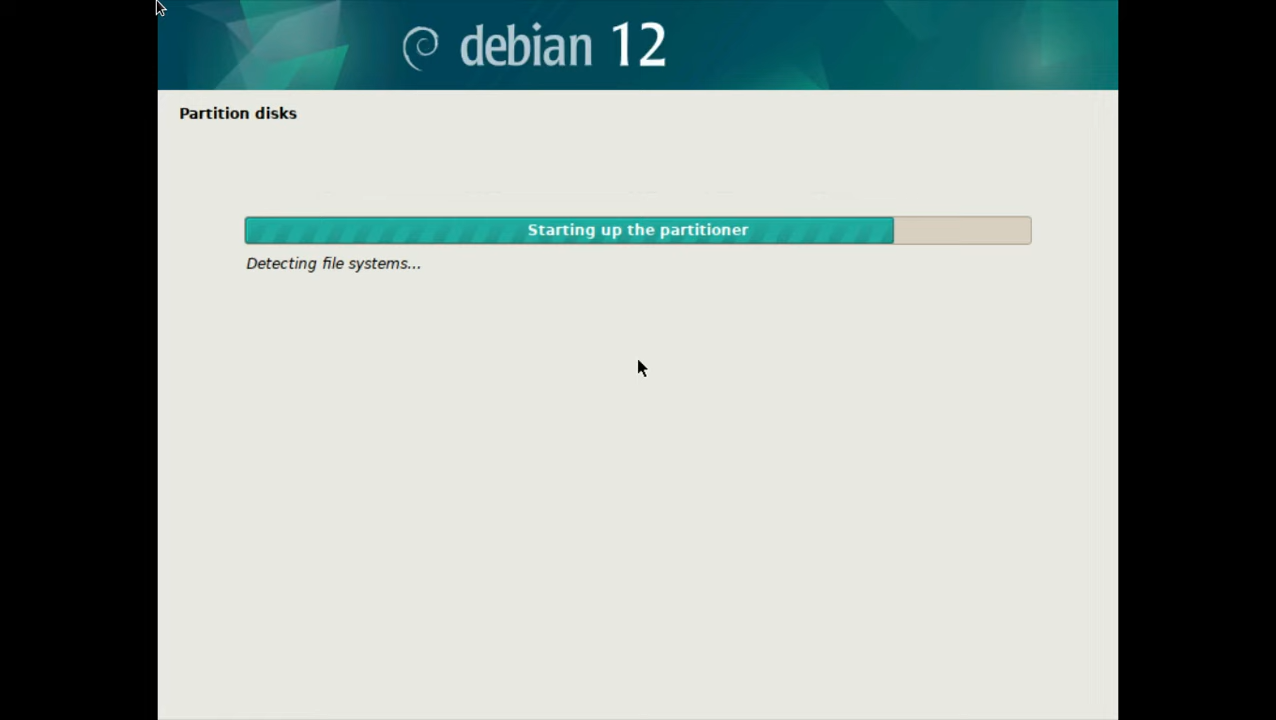 debian 12
Partition disks
Starting up the partitioner
Detecting file systems...